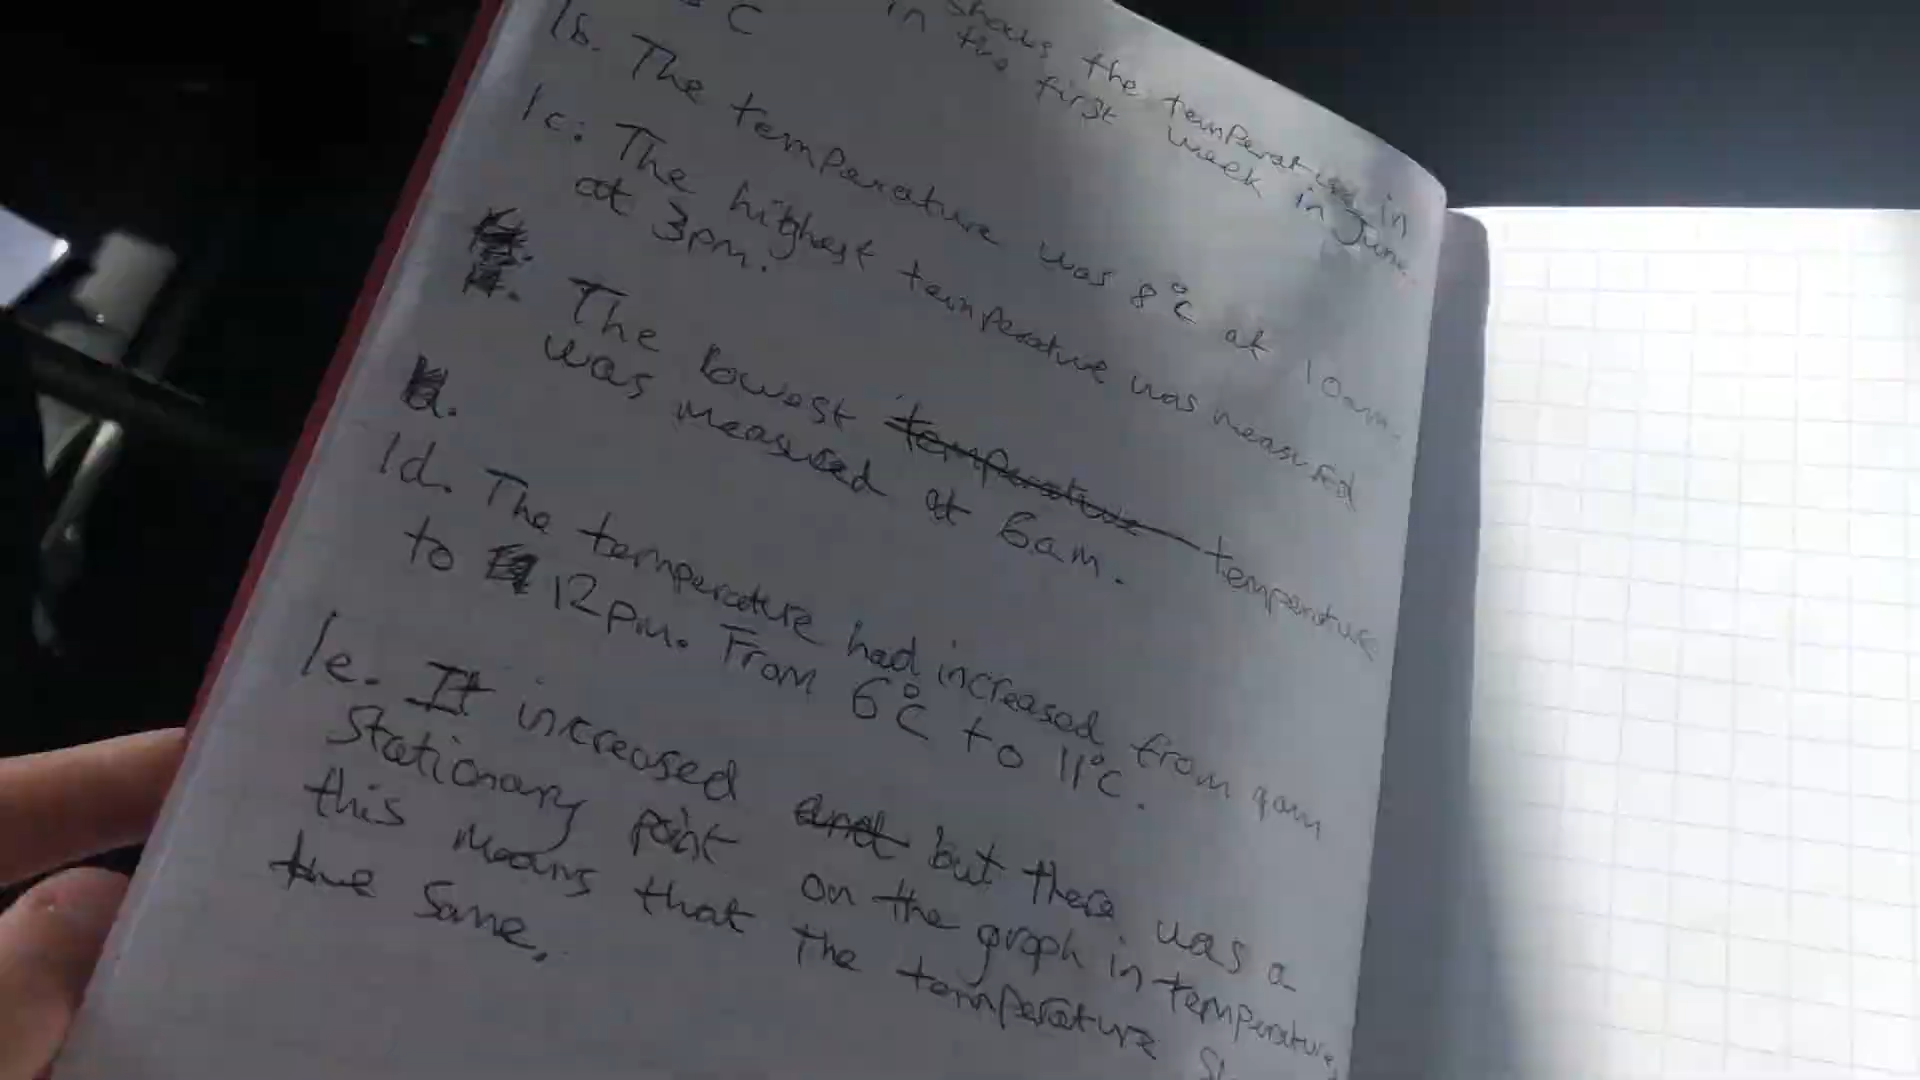 in shows the temperature in
°C in the first week in June.
1b. The temperature was 8°C at 10am.
1c. The highest temperature was measured
at 3pm.
The lowest temperature temperature
was measured at 6am.
1d. The temperature had increased from 9am
to 12pm. From 6°C to 11°C.
1e. It increased and but there was a
stationary point on the graph in temperature,
this means that the temperature
the same.